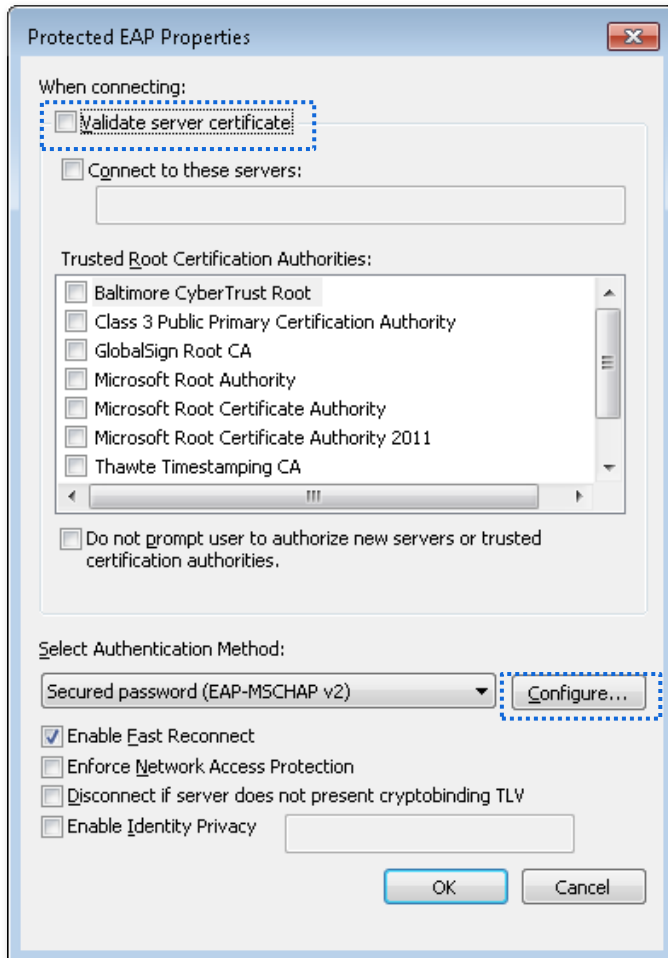 Protected EAP Properties
When connecting:
Validate server certificate
Connect to these servers:
Trusted Root Certification Authorities:
Baltimore CyberTrust Root
Class 3 Public Primary Certification Authority
GlobalSign Root CA
Microsoft Root Authority
Microsoft Root Certificate Authority
Microsoft Root Certificate Authority 2011
Thawte Timestamping CA
Do not prompt user to authorize new servers or trusted
certification authorities.
Select Authentication Method:
Secured password (EAP-MSCHAP v2)
Configure...
Enable Fast Reconnect
Enforce Network Access Protection
Disconnect if server does not present cryptobinding TLV
Enable Identity Privacy
OK
Cancel